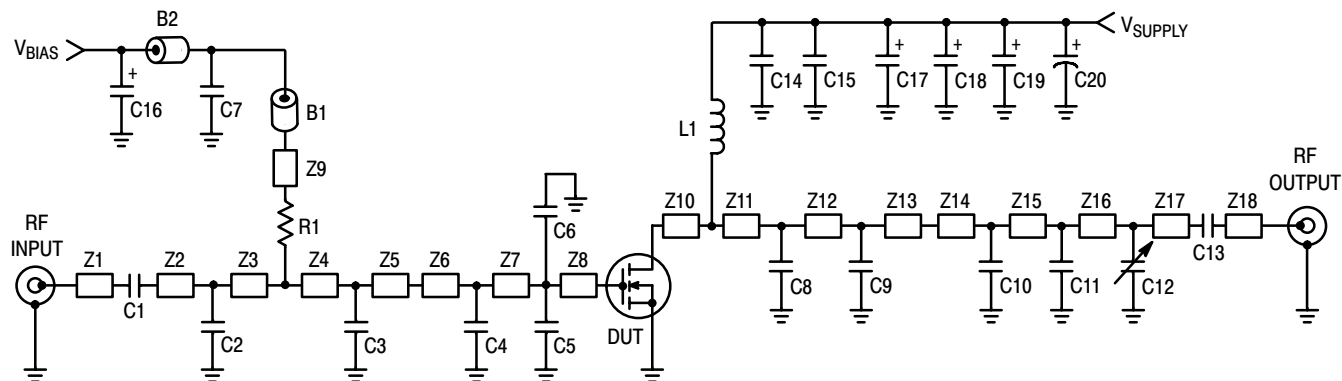 B2
VBIAS
+
C16
C7
B1
Z9
R1
RF
INPUT
Z1
C1
Z2
C2
Z3
Z4
C3
Z5
Z6
C4
Z7
C6
C5
Z8
DUT
Z10
L1
VSUPPLY
C14
C15
+
C17
+
C18
+
C19
+
C20
Z11
C8
Z12
C9
Z13
Z14
C10
Z15
C11
Z16
C12
Z17
C13
Z18
RF
OUTPUT